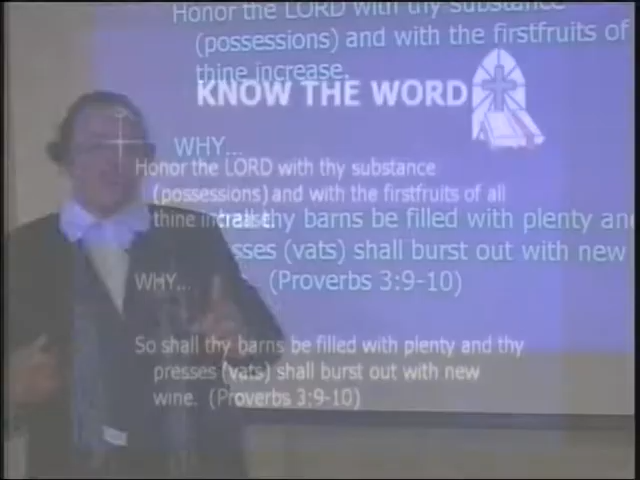 Honor the LORD with thy substance
(possessions) and with the firstfruits of
thine increase.
KNOW THE WORD
WHY...
Honor the LORD with thy substance
(possessions) and with the firstfruits of all
thine increase.
shall thy barns be filled with plenty and
presses (vats) shall burst out with new
(Proverbs 3:9-10)
WHY...
So shall thy barns be filled with plenty and thy
presses (vats) shall burst out with new
wine. (Proverbs 3:9-10)